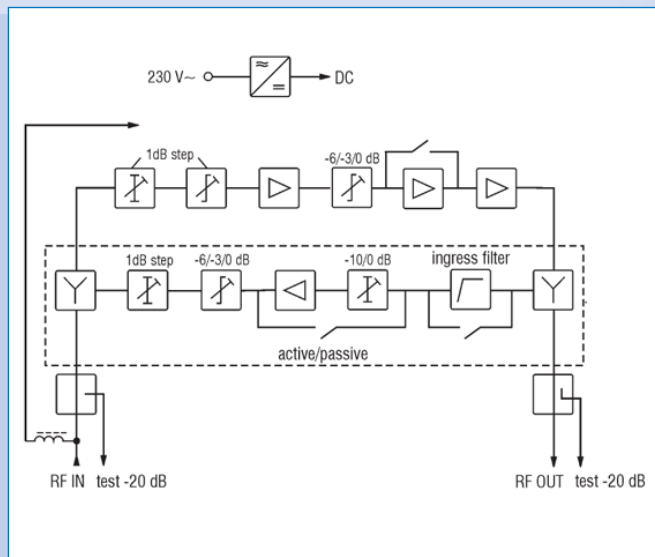 230 V~
DC
1dB step
-6/-3/0 dB
1dB step
-6/-3/0 dB
-10/0 dB
ingress filter
active/passive
RF IN
test -20 dB
RF OUT
test -20 dB